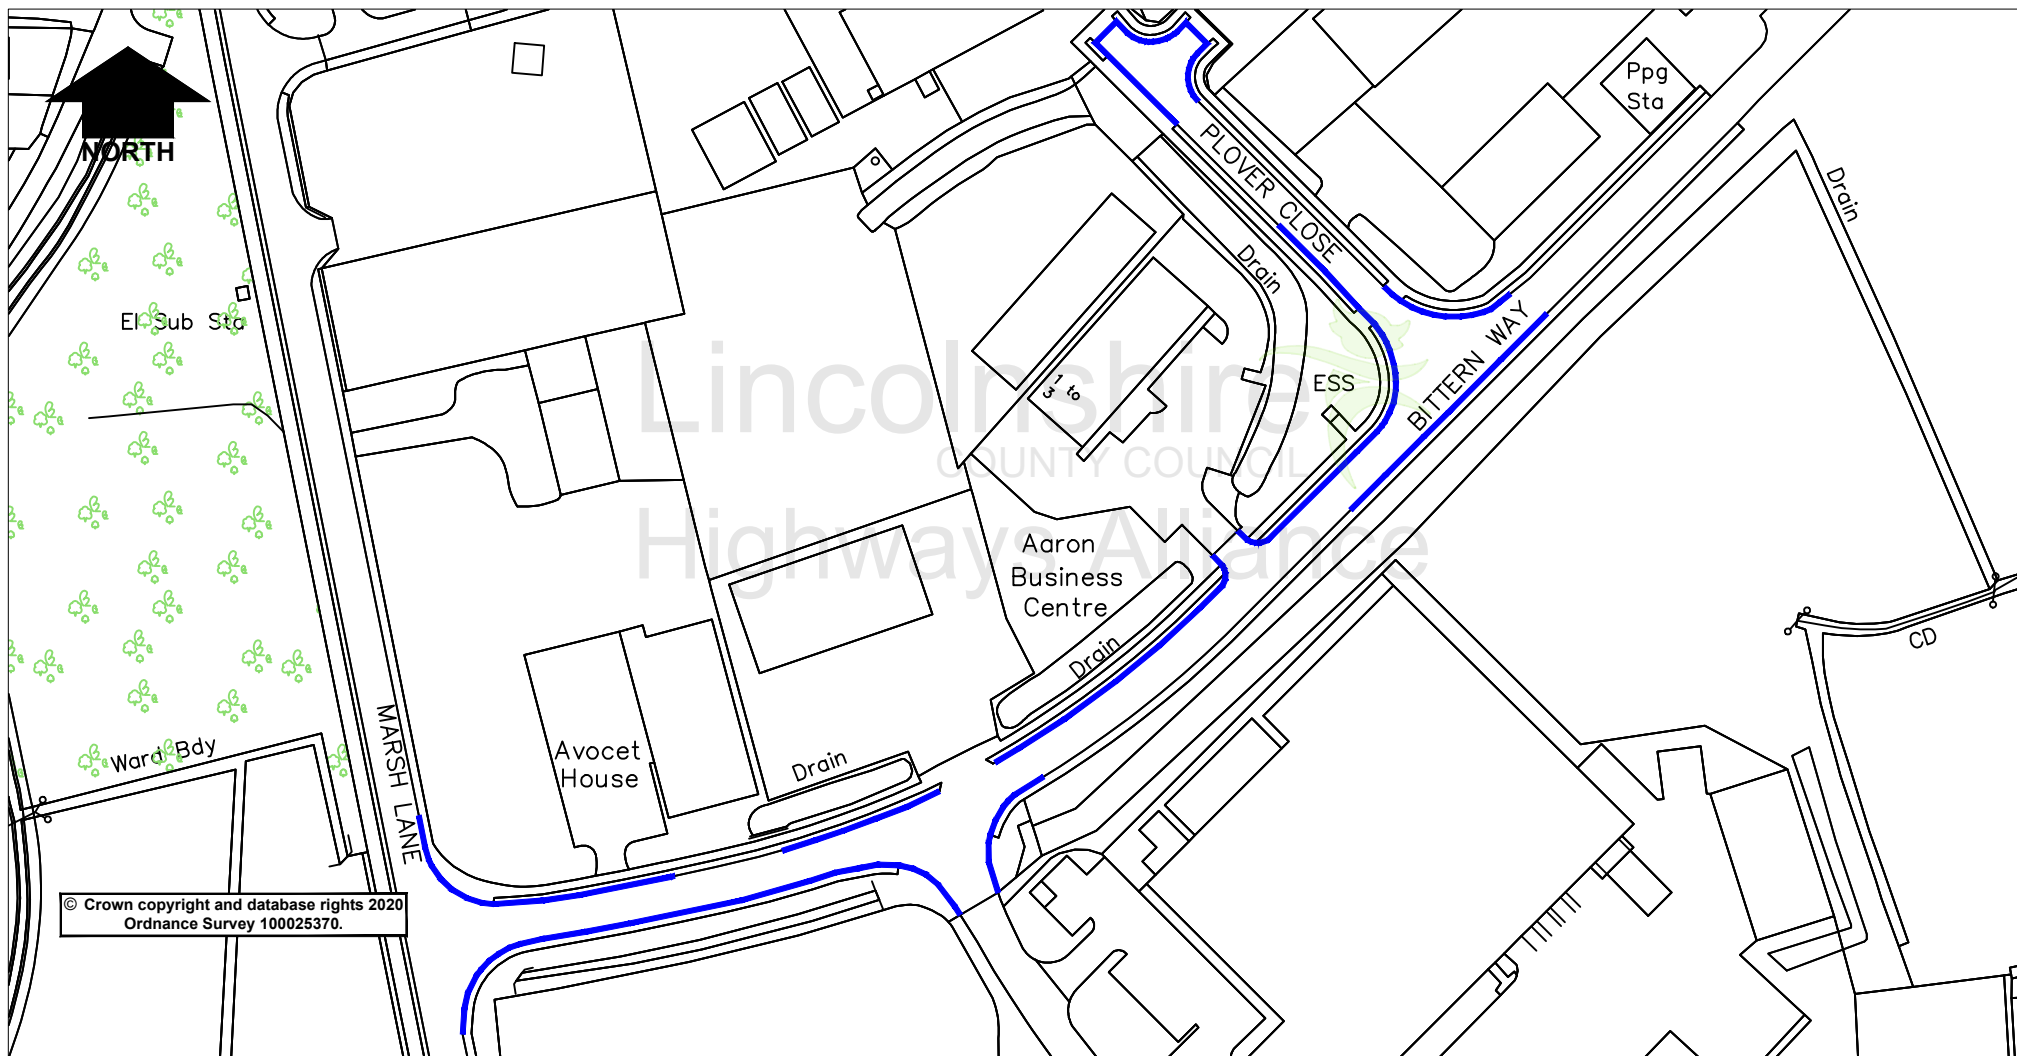 NORTH
Ppg
Sta
PLOVER CLOSE
Drain
Drain
El Sub Sta
BITTERN WAY
ESS
1 to
3
Lincolnshire
COUNTY COUNCIL
Highways Alliance
Aaron
Business
Centre
Drain
CD
MARSH LANE
Ward Bdy
Avocet
House
Drain
© Crown copyright and database rights 2020
Ordnance Survey 100025370.